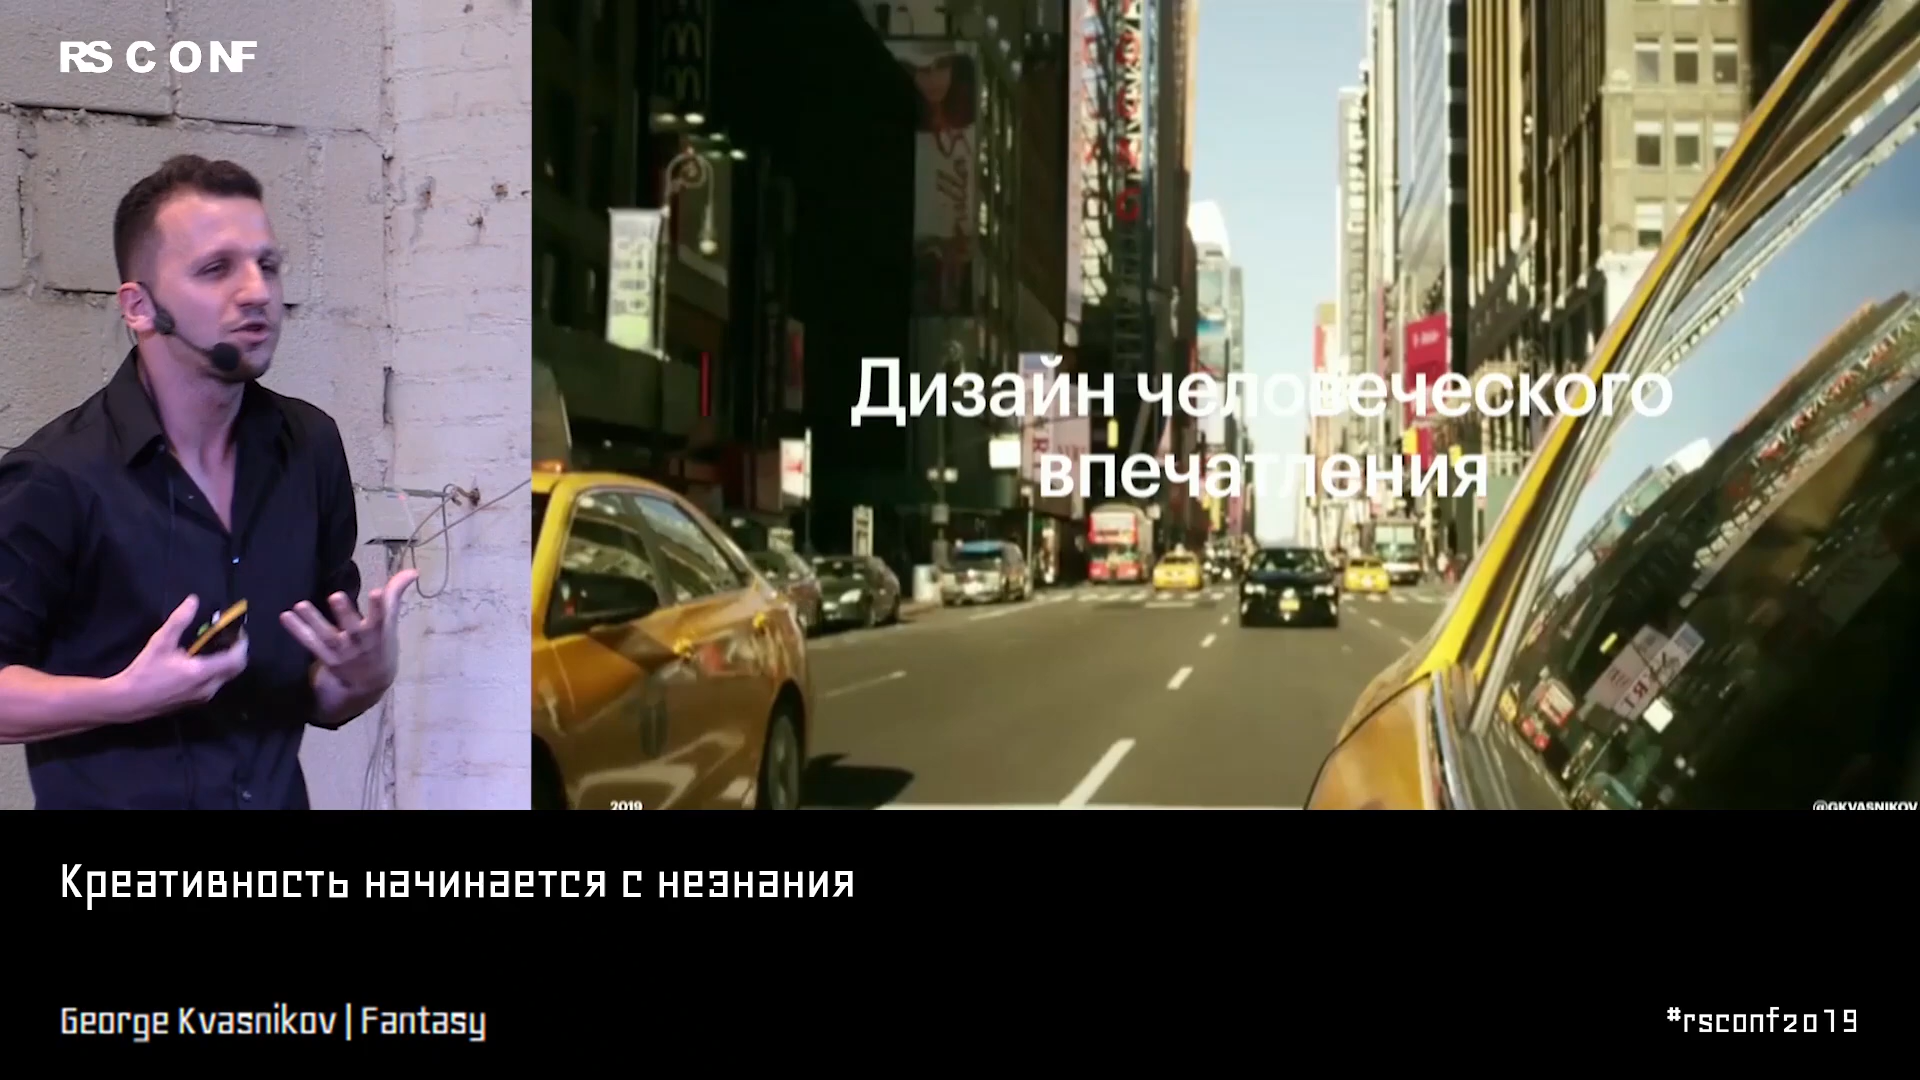 RS CONF
Дизайн человеческого
впечатления
2019
@GKVASNIKOV
Креативность начинается с незнания
George Kvasnikov | Fantasy
#rsconf2019